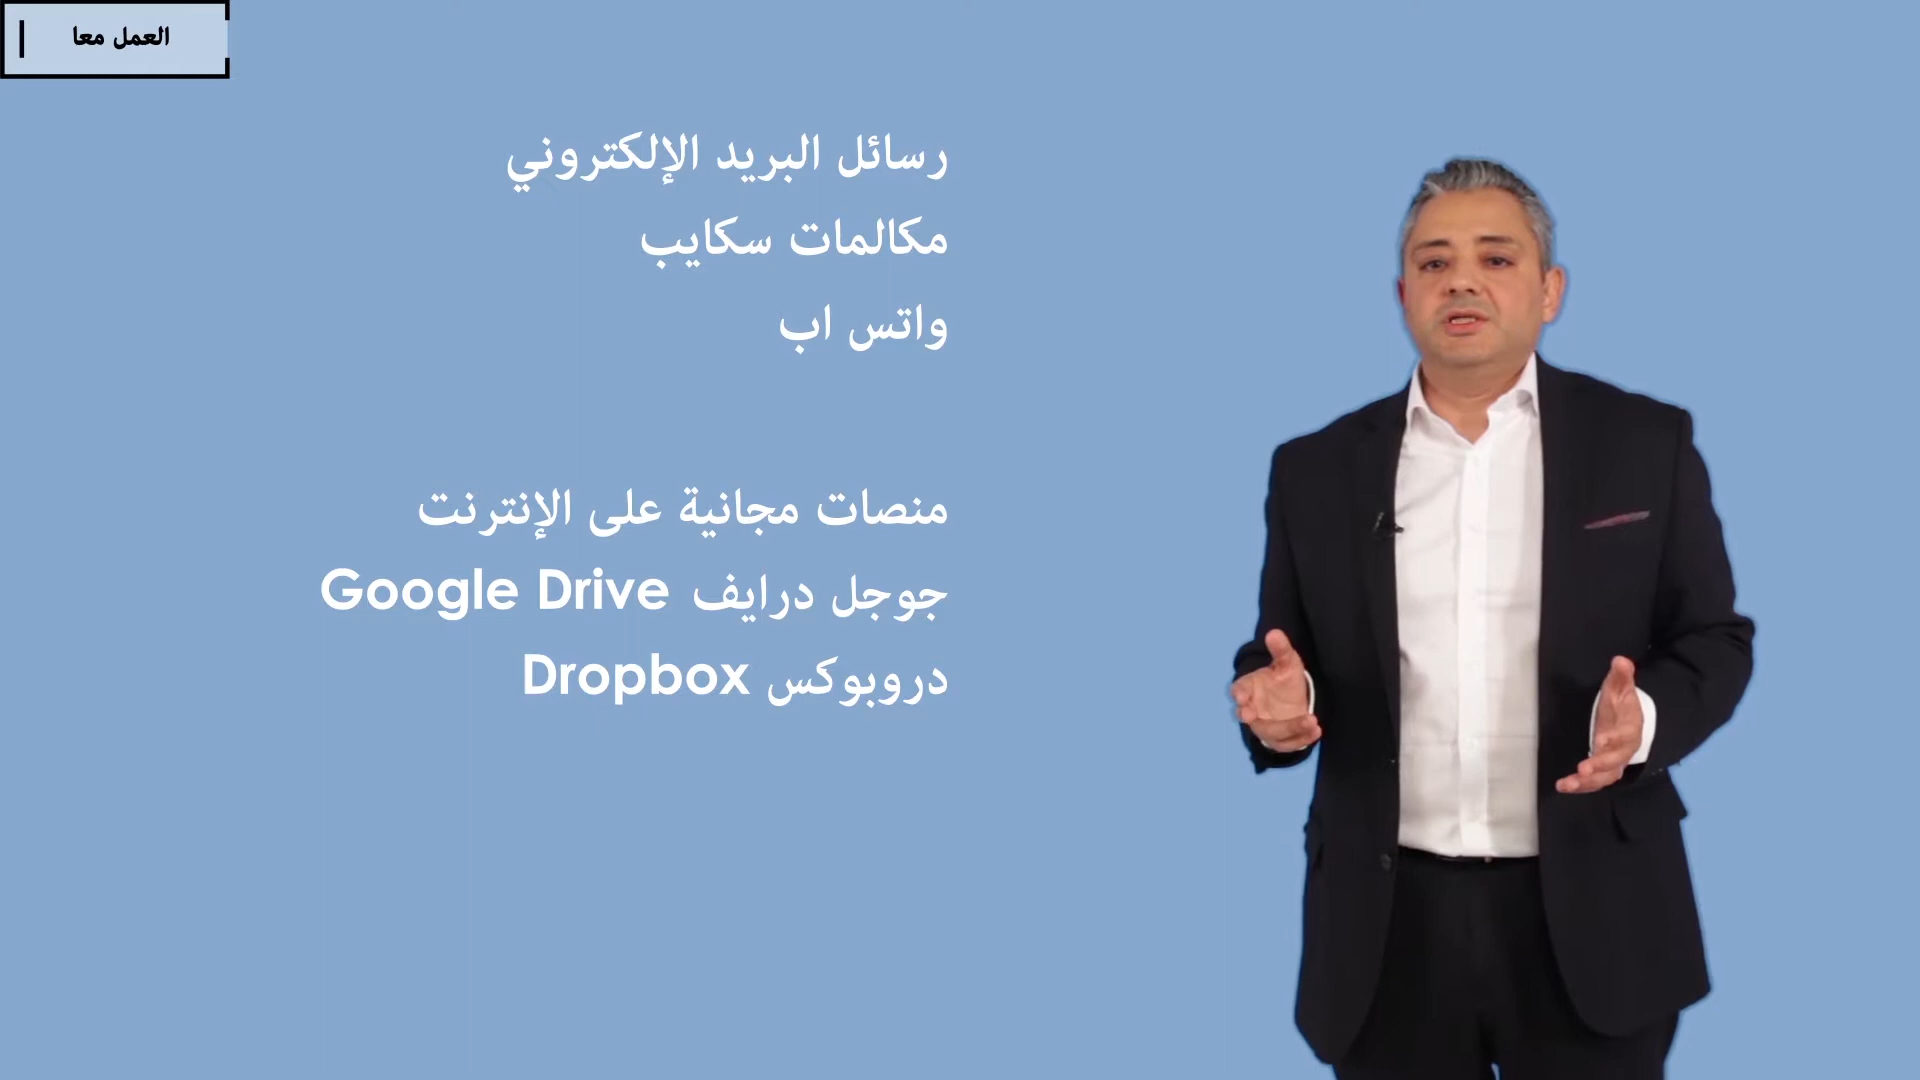 العمل معا
رسائل البريد الإلكتروني
مكالمات سكايب
واتس اب
منصات مجانية على الإنترنت
جوجل درايف Google Drive
دروبوكس Dropbox